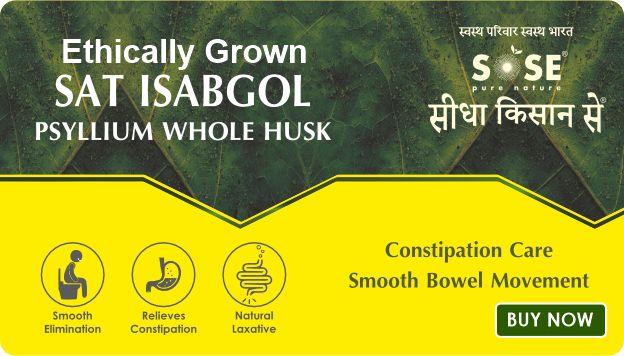 Ethically Grown
SAT ISABGOL
PSYLLIUM WHOLE HUSK
स्वस्थ परिवार स्वस्थ भारत
SOSE®
pure nature
सीधा किसान से®
Constipation Care
Smooth Bowel Movement
Smooth
Elimination
Relieves
Constipation
Natural
Laxative
BUY NOW